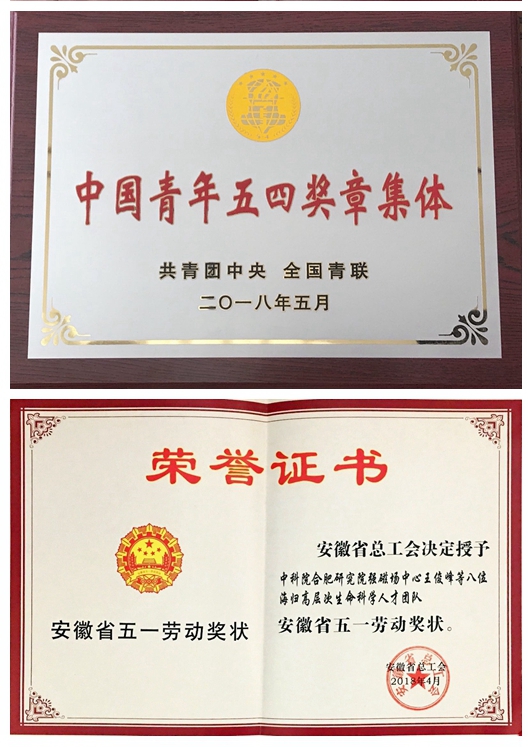 中国青年五四奖章集体
共青团中央 全国青联
二〇一八年五月
荣誉证书
安徽省五一劳动奖状
安徽省总工会决定授予
中科院合肥研究院强磁场中心王俊峰等八位
海归高层次生命科学人才团队
安徽省五一劳动奖状。
安徽省总工会
2018年4月